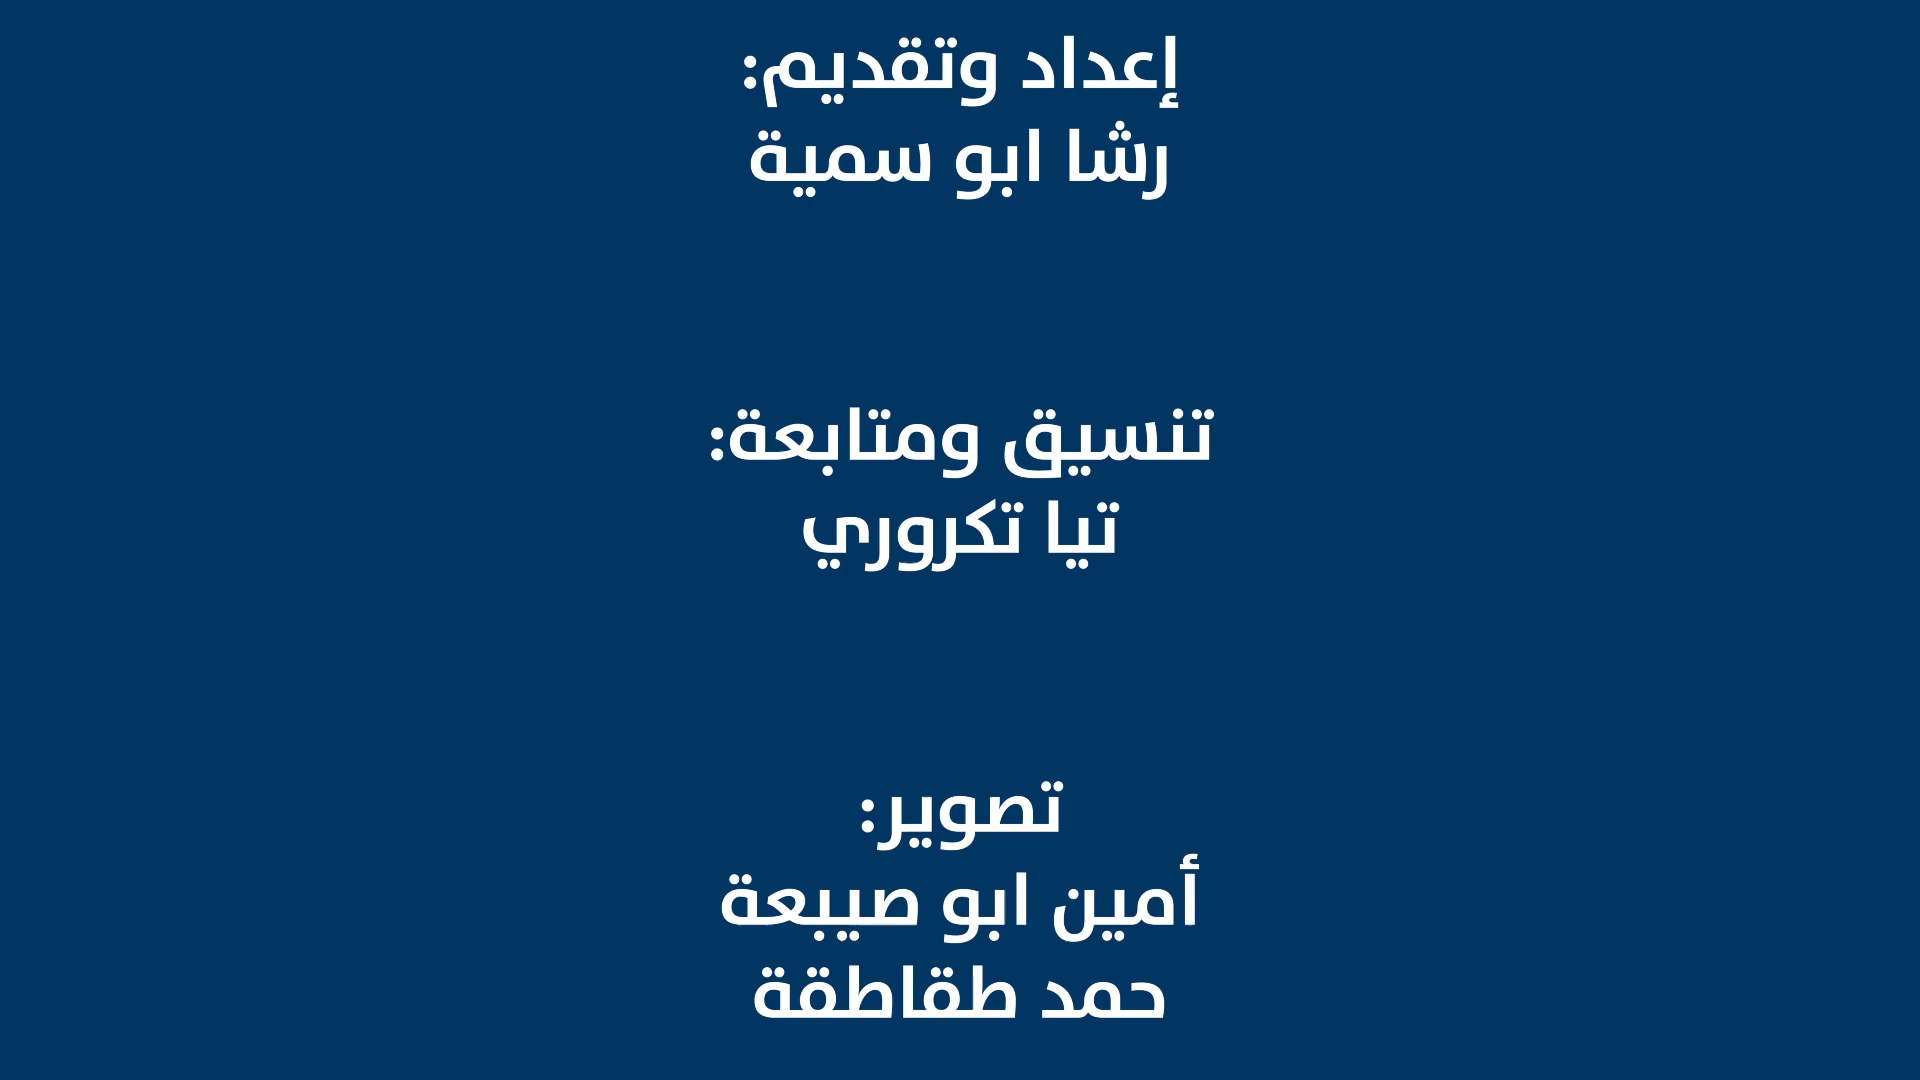 إعداد وتقديم:
رشا ابو سمية
تنسيق ومتابعة:
تيا تكروري
تصوير:
أمين ابو صيبعة
حمد طقاطقة